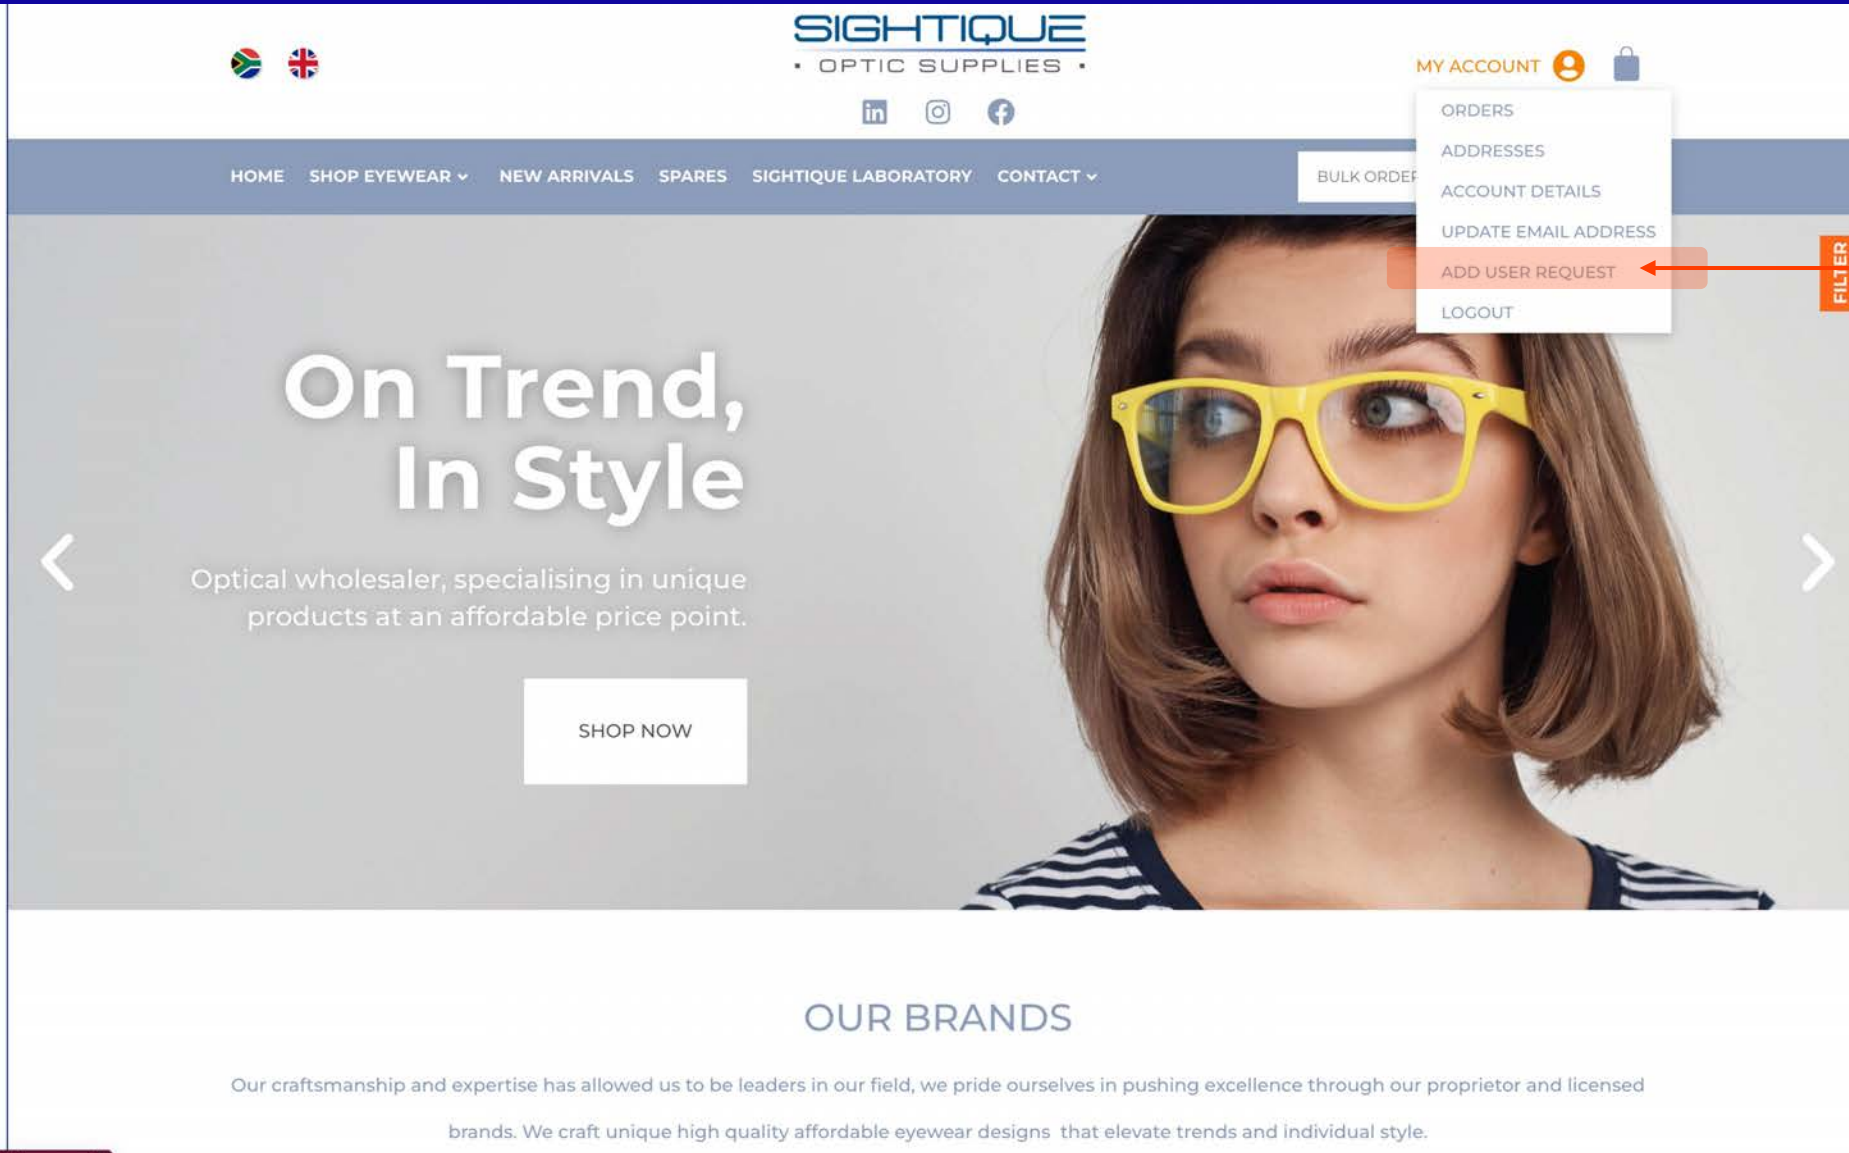 SIGHTIQUE
• OPTIC SUPPLIES •
MY ACCOUNT
ORDERS
ADDRESSES
ACCOUNT DETAILS
UPDATE EMAIL ADDRESS
ADD USER REQUEST
LOGOUT
HOME SHOP EYEWEAR NEW ARRIVALS SPARES SIGHTIQUE LABORATORY CONTACT
BULK ORDER
FILTER
On Trend,
In Style
Optical wholesaler, specialising in unique
products at an affordable price point.
SHOP NOW
OUR BRANDS
Our craftsmanship and expertise has allowed us to be leaders in our field, we pride ourselves in pushing excellence through our proprietor and licensed
brands. We craft unique high quality affordable eyewear designs that elevate trends and individual style.